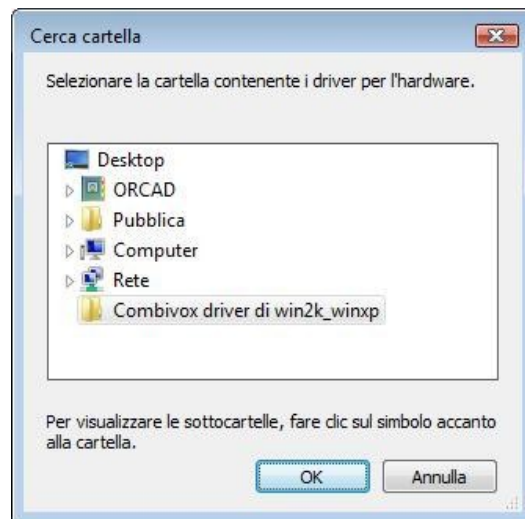 Cerca cartella
Selezionare la cartella contenente i driver per l'hardware.
Desktop
ORCAD
Pubblica
Computer
Rete
Combivox driver di win2k_winxp
Per visualizzare le sottocartelle, fare clic sul simbolo accanto
alla cartella.
OK Annulla